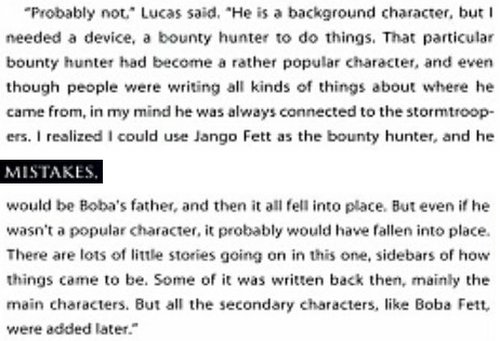 "Probably not," Lucas said. "He is a background character, but I
needed a device, a bounty hunter to do things. That particular
bounty hunter had become a rather popular character, and even
though people were writing all kinds of things about where he
came from, in my mind he was always connected to the stormtroop-
ers. I realized I could use Jango Fett as the bounty hunter, and he
MISTAKES.
would be Boba's father, and then it all fell into place. But even if he
wasn't a popular character, it probably would have fallen into place.
There are lots of little stories going on in this one, sidebars of how
things came to be. Some of it was written back then, mainly the
main characters. But all the secondary characters, like Boba Fett,
were added later."